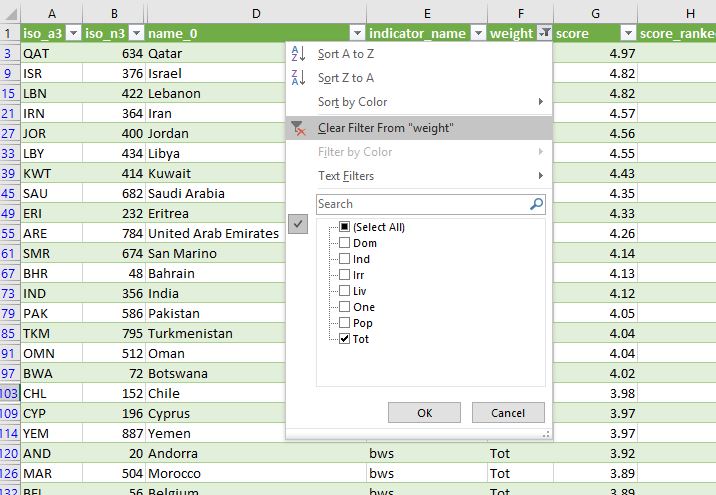 A B D E F G H
1 iso_a3 iso_n3 name_0 indicator_name weight score score_ranke
3 QAT 634 Qatar 4.97
9 ISR 376 Israel 4.82
15 LBN 422 Lebanon 4.82
21 IRN 364 Iran 4.57
27 JOR 400 Jordan 4.56
33 LBY 434 Libya 4.55
39 KWT 414 Kuwait 4.43
45 SAU 682 Saudi Arabia 4.35
49 ERI 232 Eritrea 4.33
55 ARE 784 United Arab Emirates 4.26
61 SMR 674 San Marino 4.14
67 BHR 48 Bahrain 4.13
73 IND 356 India 4.12
79 PAK 586 Pakistan 4.05
85 TKM 795 Turkmenistan 4.04
91 OMN 512 Oman 4.04
97 BWA 72 Botswana 4.02
103 CHL 152 Chile 3.98
109 CYP 196 Cyprus 3.97
114 YEM 887 Yemen 3.97
120 AND 20 Andorra bws Tot 3.92
126 MAR 504 Morocco bws Tot 3.89
132 BEL 56 Belgium bws Tot 3.89
Sort A to Z
Sort Z to A
Sort by Color
Clear Filter From "weight"
Filter by Color
Text Filters
Search
(Select All)
Dom
Ind
Irr
Liv
One
Pop
Tot
OK Cancel